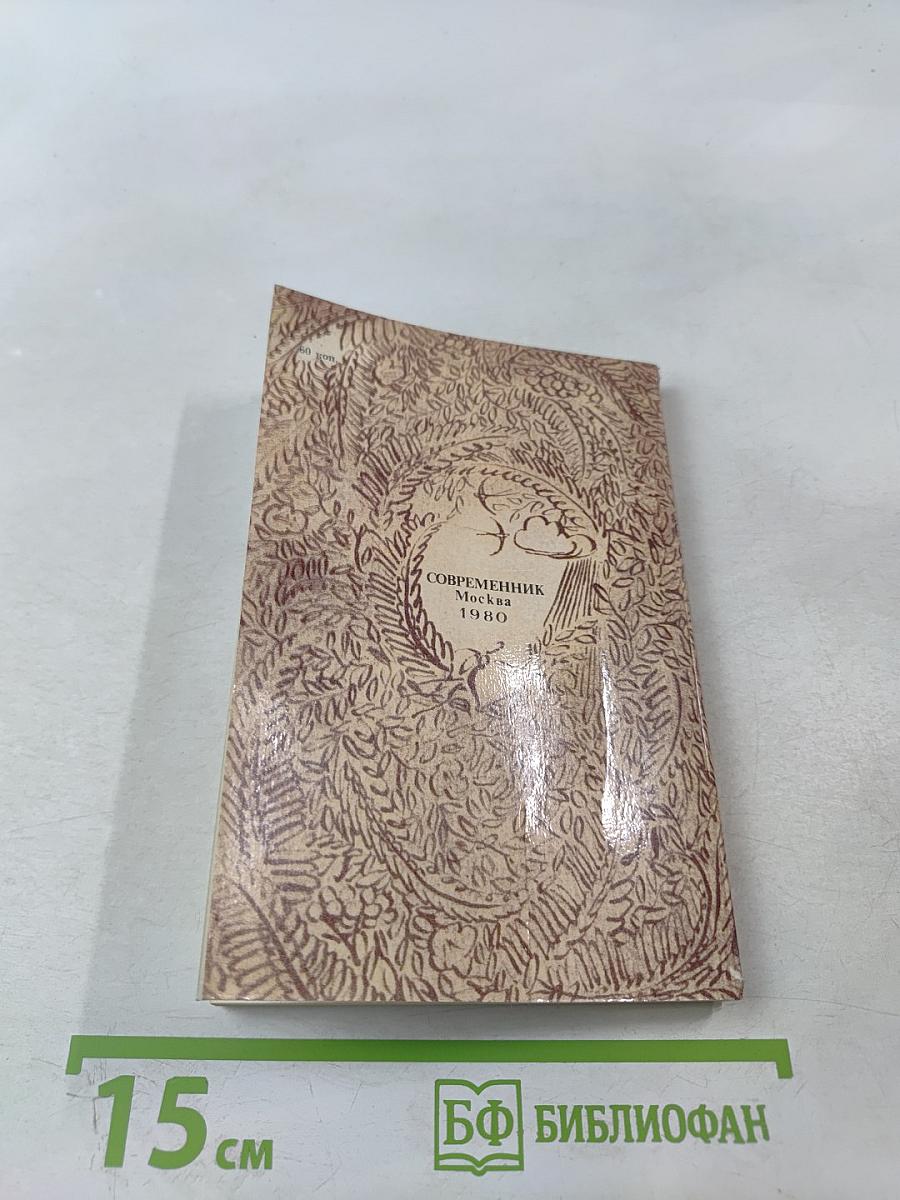 60 коп.
СОВРЕМЕННИК
Москва
1980
15 см
БФ БИБЛИОФАН